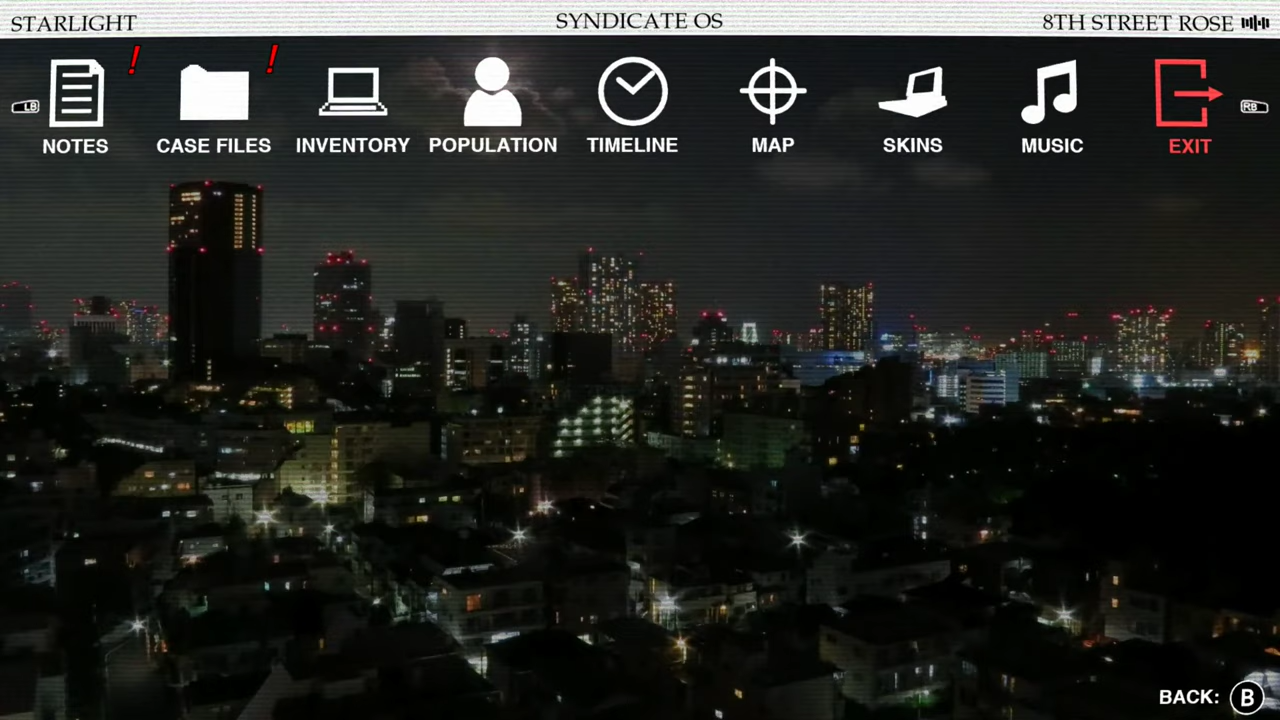 STARLIGHT
SYNDICATE OS
8TH STREET ROSE
! !
LB
NOTES CASE FILES INVENTORY POPULATION TIMELINE MAP SKINS MUSIC EXIT
RB
BACK: B